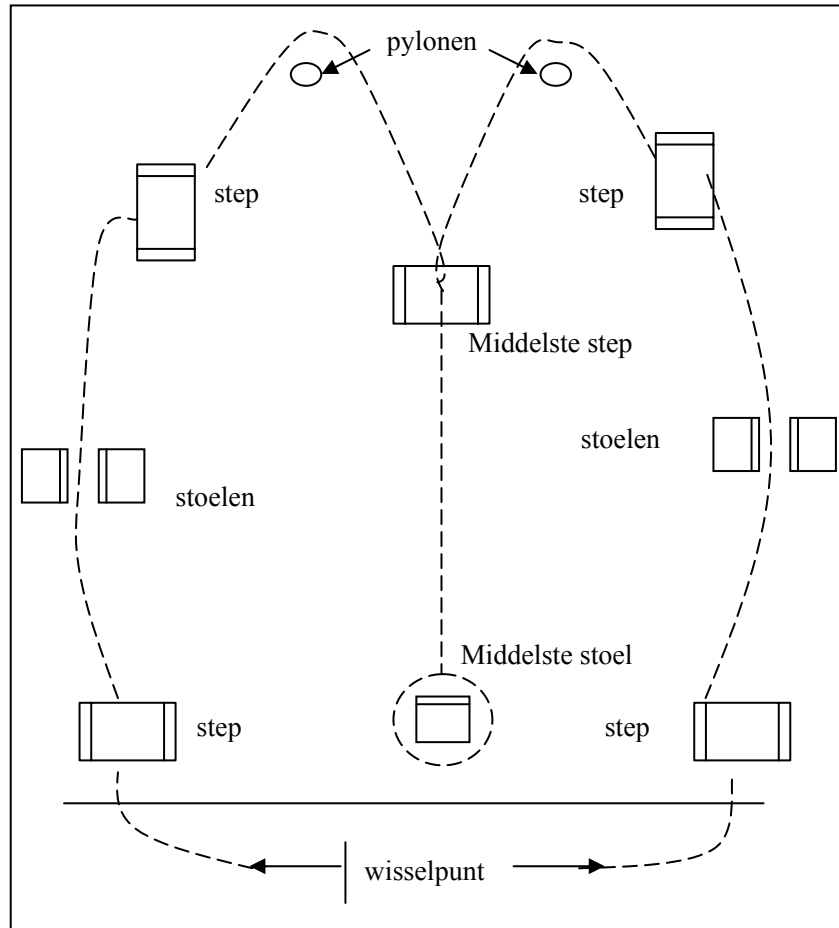 pylonen
step
step
Middelste step
stoelen
stoelen
Middelste stoel
step
step
wisselpunt